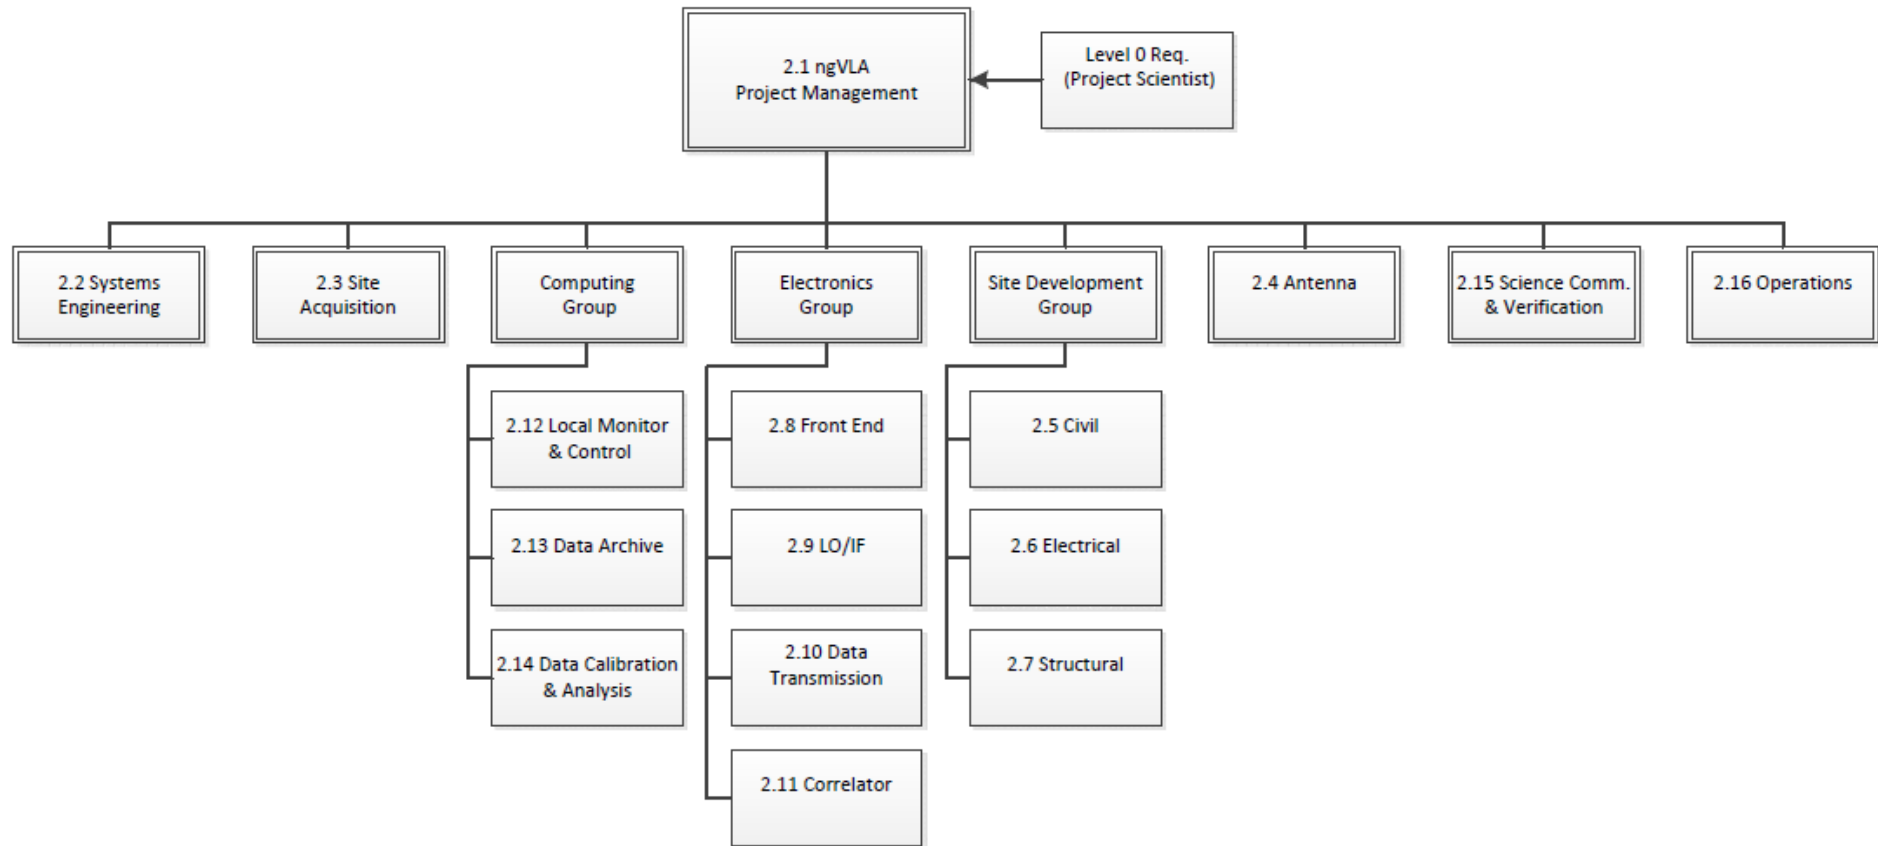 2.1 ngVLA
Project Management
Level 0 Req.
(Project Scientist)
2.2 Systems
Engineering
2.3 Site
Acquisition
Computing
Group
Electronics
Group
Site Development
Group
2.4 Antenna
2.15 Science Comm.
& Verification
2.16 Operations
2.12 Local Monitor
& Control
2.13 Data Archive
2.14 Data Calibration
& Analysis
2.8 Front End
2.9 LO/IF
2.10 Data
Transmission
2.11 Correlator
2.5 Civil
2.6 Electrical
2.7 Structural